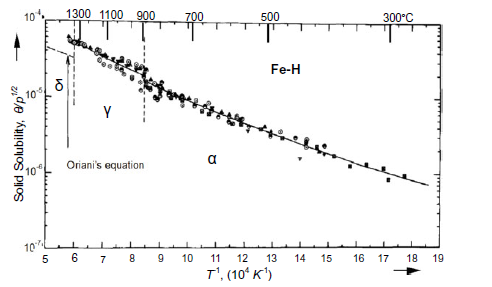 1300 1100 900 700 500 300°C
10⁻⁴
Fe-H
δ
10⁻⁵
γ
Solid Solubility, θ/p^1/2
Oriani's equation
α
10⁻⁶
10⁻⁷
5 6 7 8 9 10 11 12 13 14 15 16 17 18 19
T⁻¹, (10⁴ K⁻¹)